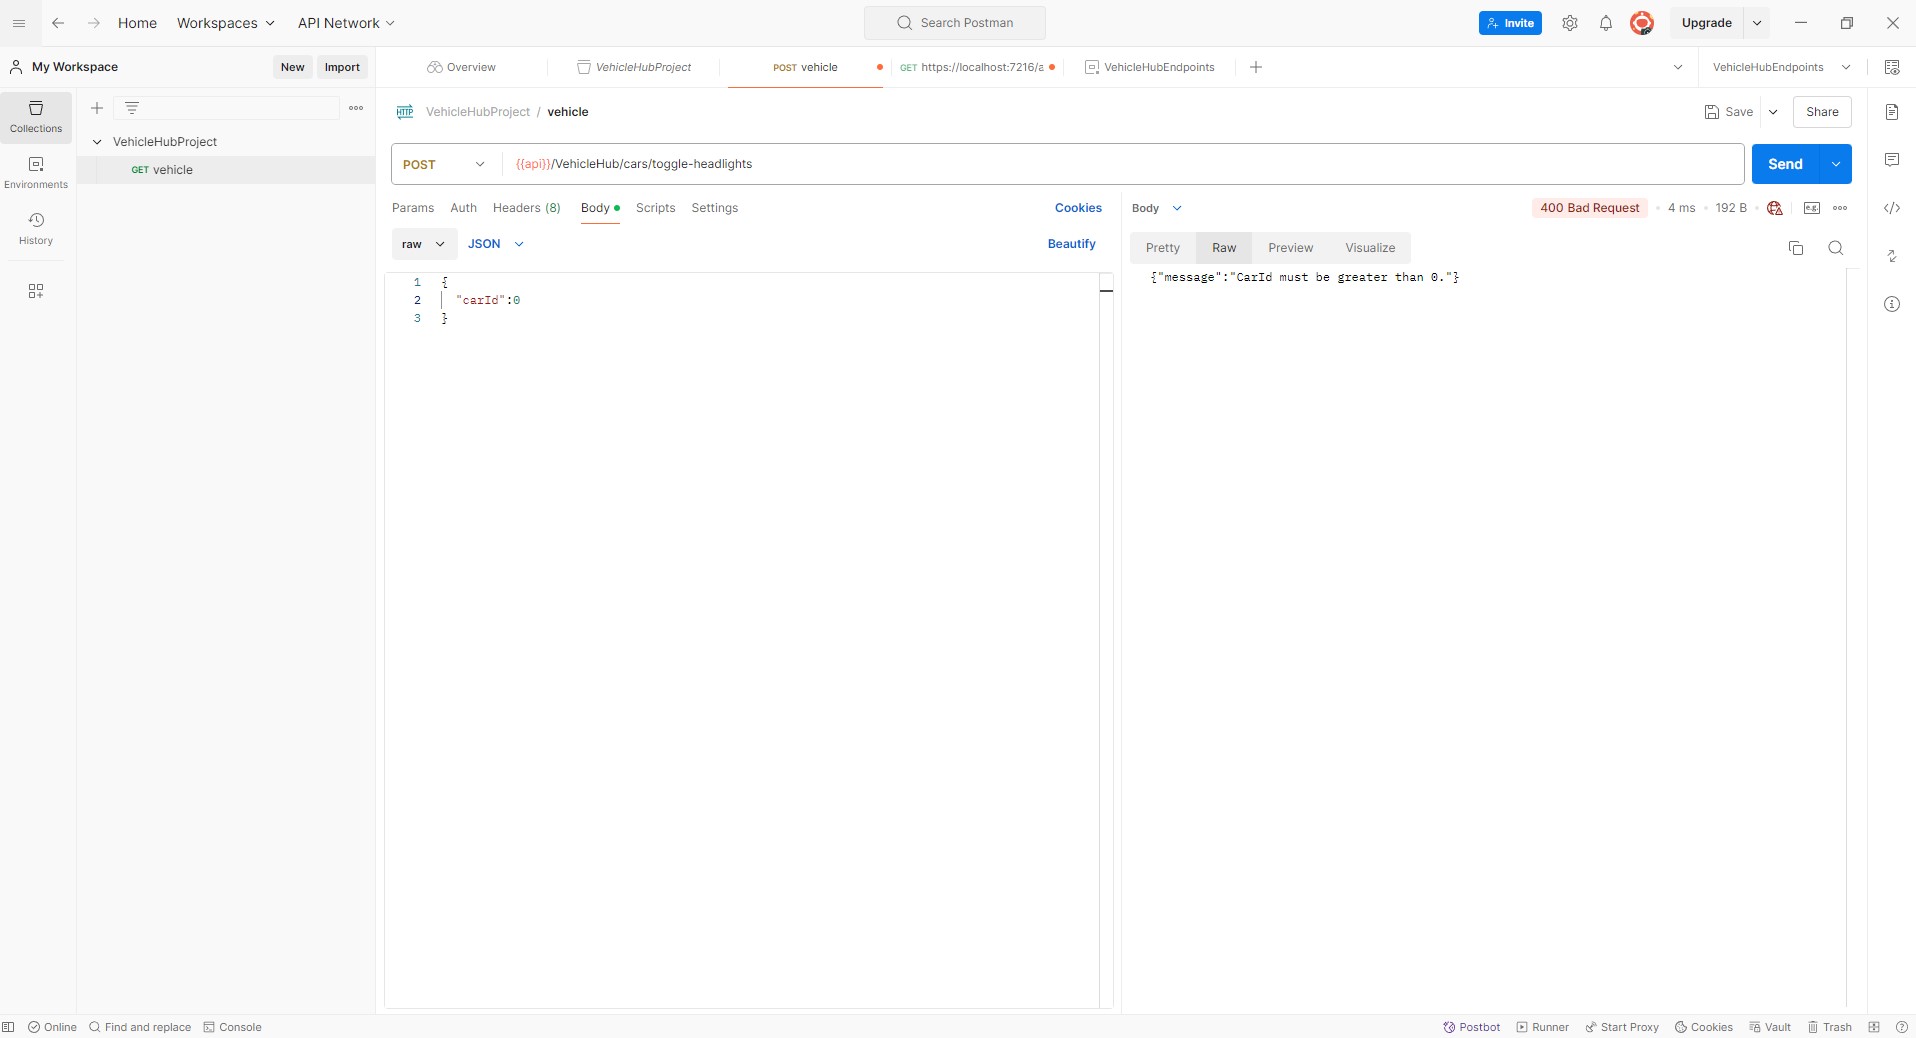 Home Workspaces API Network Search Postman Invite Upgrade
My Workspace New Import Overview VehicleHubProject POST vehicle GET https://localhost:7216/a VehicleHubEndpoints VehicleHubEndpoints
Collections
Environments
History
VehicleHubProject
GET vehicle
HTTP VehicleHubProject / vehicle Save Share
POST {{api}}/VehicleHub/cars/toggle-headlights Send
Params Auth Headers (8) Body Scripts Settings Cookies
raw JSON Beautify
1 {
2 "carId":0
3 }
Body 400 Bad Request • 4 ms • 192 B • e.g.
Pretty Raw Preview Visualize
{"message":"CarId must be greater than 0."}
Online Find and replace Console Postbot Runner Start Proxy Cookies Vault Trash